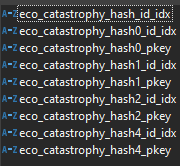 A-Z eco_catastrophy_hash_id_idx
A-Z eco_catastrophy_hash0_id_idx
A-Z eco_catastrophy_hash0_pkey
A-Z eco_catastrophy_hash1_id_idx
A-Z eco_catastrophy_hash1_pkey
A-Z eco_catastrophy_hash2_id_idx
A-Z eco_catastrophy_hash2_pkey
A-Z eco_catastrophy_hash4_id_idx
A-Z eco_catastrophy_hash4_pkey